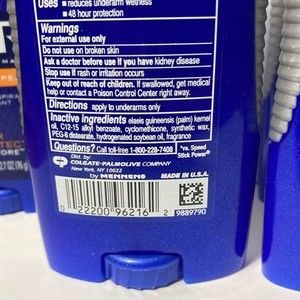 Uses • reduces underarm wetness
• 48 hour protection
Warnings
For external use only
Do not use on broken skin
Ask a doctor before use if you have kidney disease
Stop use if rash or irritation occurs
Keep out of reach of children. If swallowed, get medical
help or contact a Poison Control Center right away.
Directions apply to underarms only
Inactive ingredients elaeis guineensis (palm) kernel
oil, C12-15 alkyl benzoate, cyclomethicone, synthetic wax,
PEG-8 distearate, hydrogenated soybean oil, fragrance
Questions? Call toll-free 1-800-228-7408
Dist. by:
COLGATE-PALMOLIVE COMPANY
New York, NY 10022
by MENNEN
vs. Speed
Stick Power
MADE IN U.S.A.
0 22200 96216 2
9889790